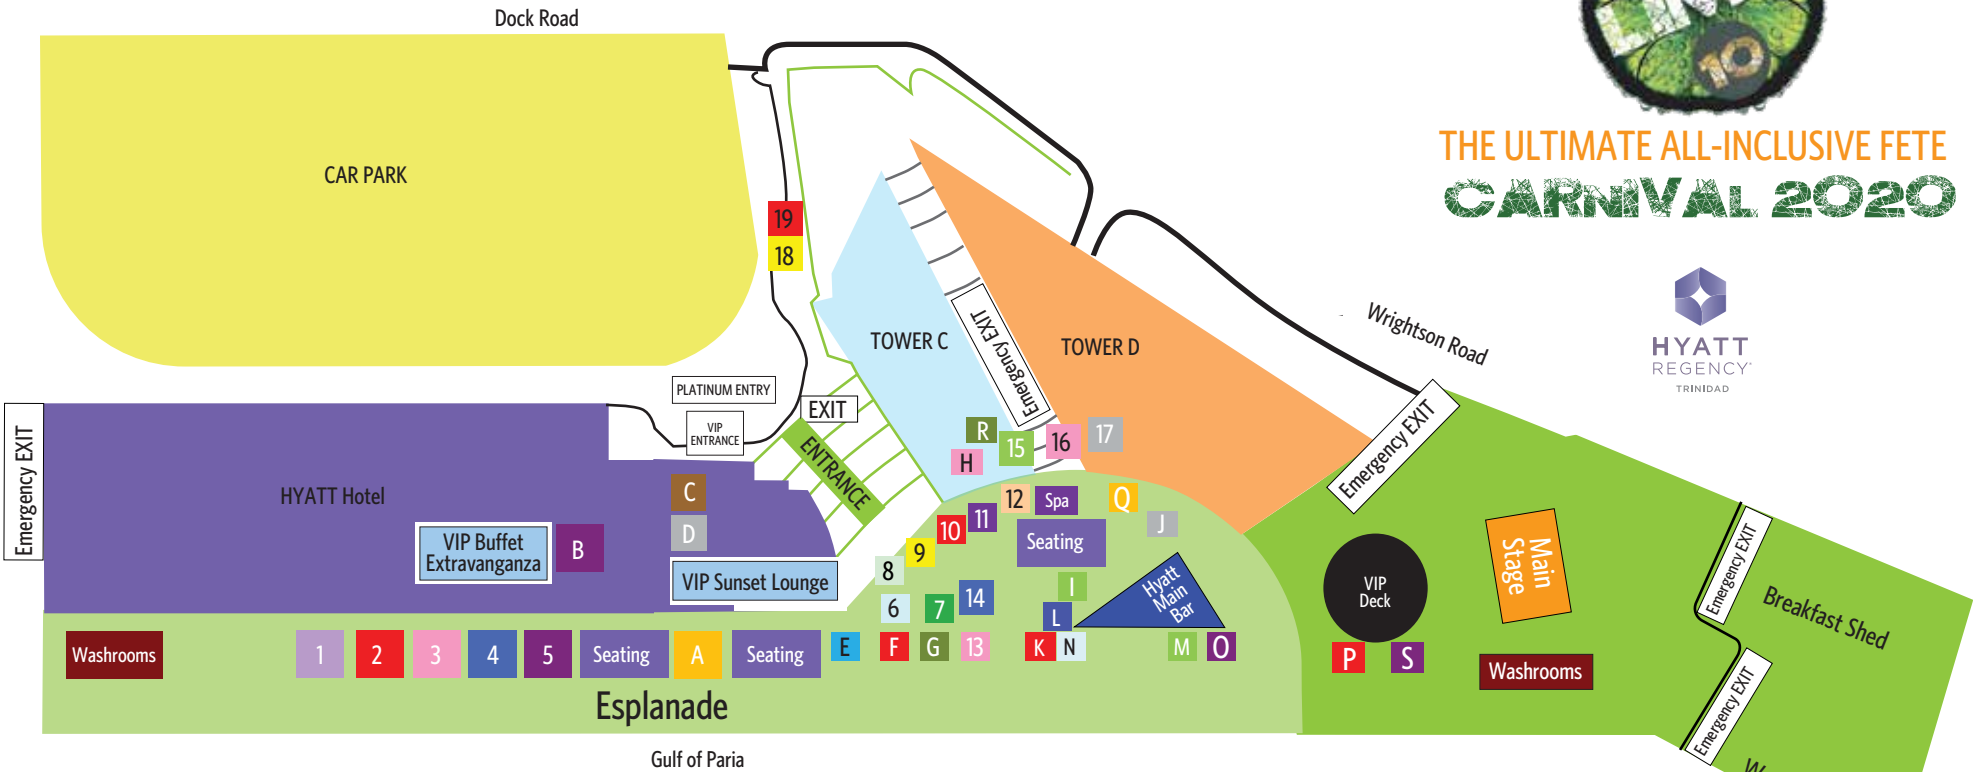 Dock Road
10
THE ULTIMATE ALL-INCLUSIVE FETE
CARNIVAL 2020
HYATT
REGENCY
TRINIDAD
CAR PARK
19
18
Wrightson Road
TOWER C
TOWER D
Emergency EXIT
PLATINUM ENTRY
VIP
ENTRANCE
EXIT
ENTRANCE
Emergency EXIT
Emergency EXIT
HYATT Hotel
VIP Buffet
Extravanganza
B
C
D
VIP Sunset Lounge
R
H
15
16
17
12
Spa
Q
J
11
10
9
8
Seating
6
7
14
I
L
Hyatt
Main
Bar
VIP
Deck
Main
Stage
Emergency EXIT
Breakfast Shed
Emergency EXIT
Washrooms
1
2
3
4
5
Seating
A
Seating
E
F
G
13
K
N
M
O
P
S
Washrooms
Esplanade
Gulf of Paria